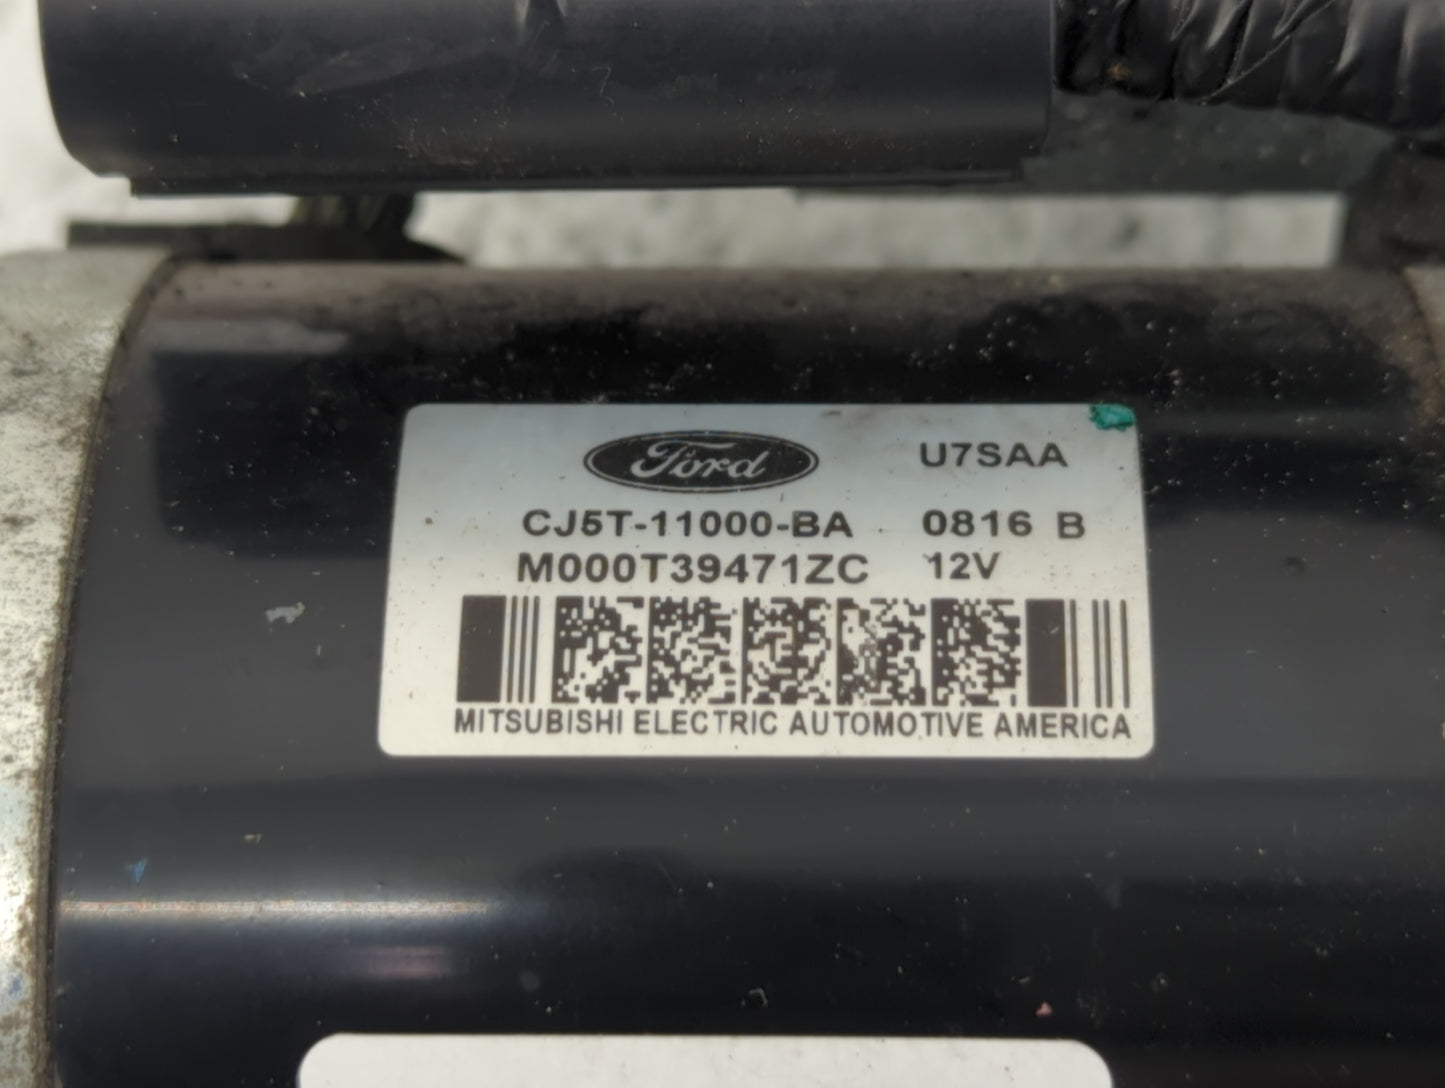 Ford U7SAA
CJ5T-11000-BA 0816 B
M000T39471ZC 12V
MITSUBISHI ELECTRIC AUTOMOTIVE AMERICA